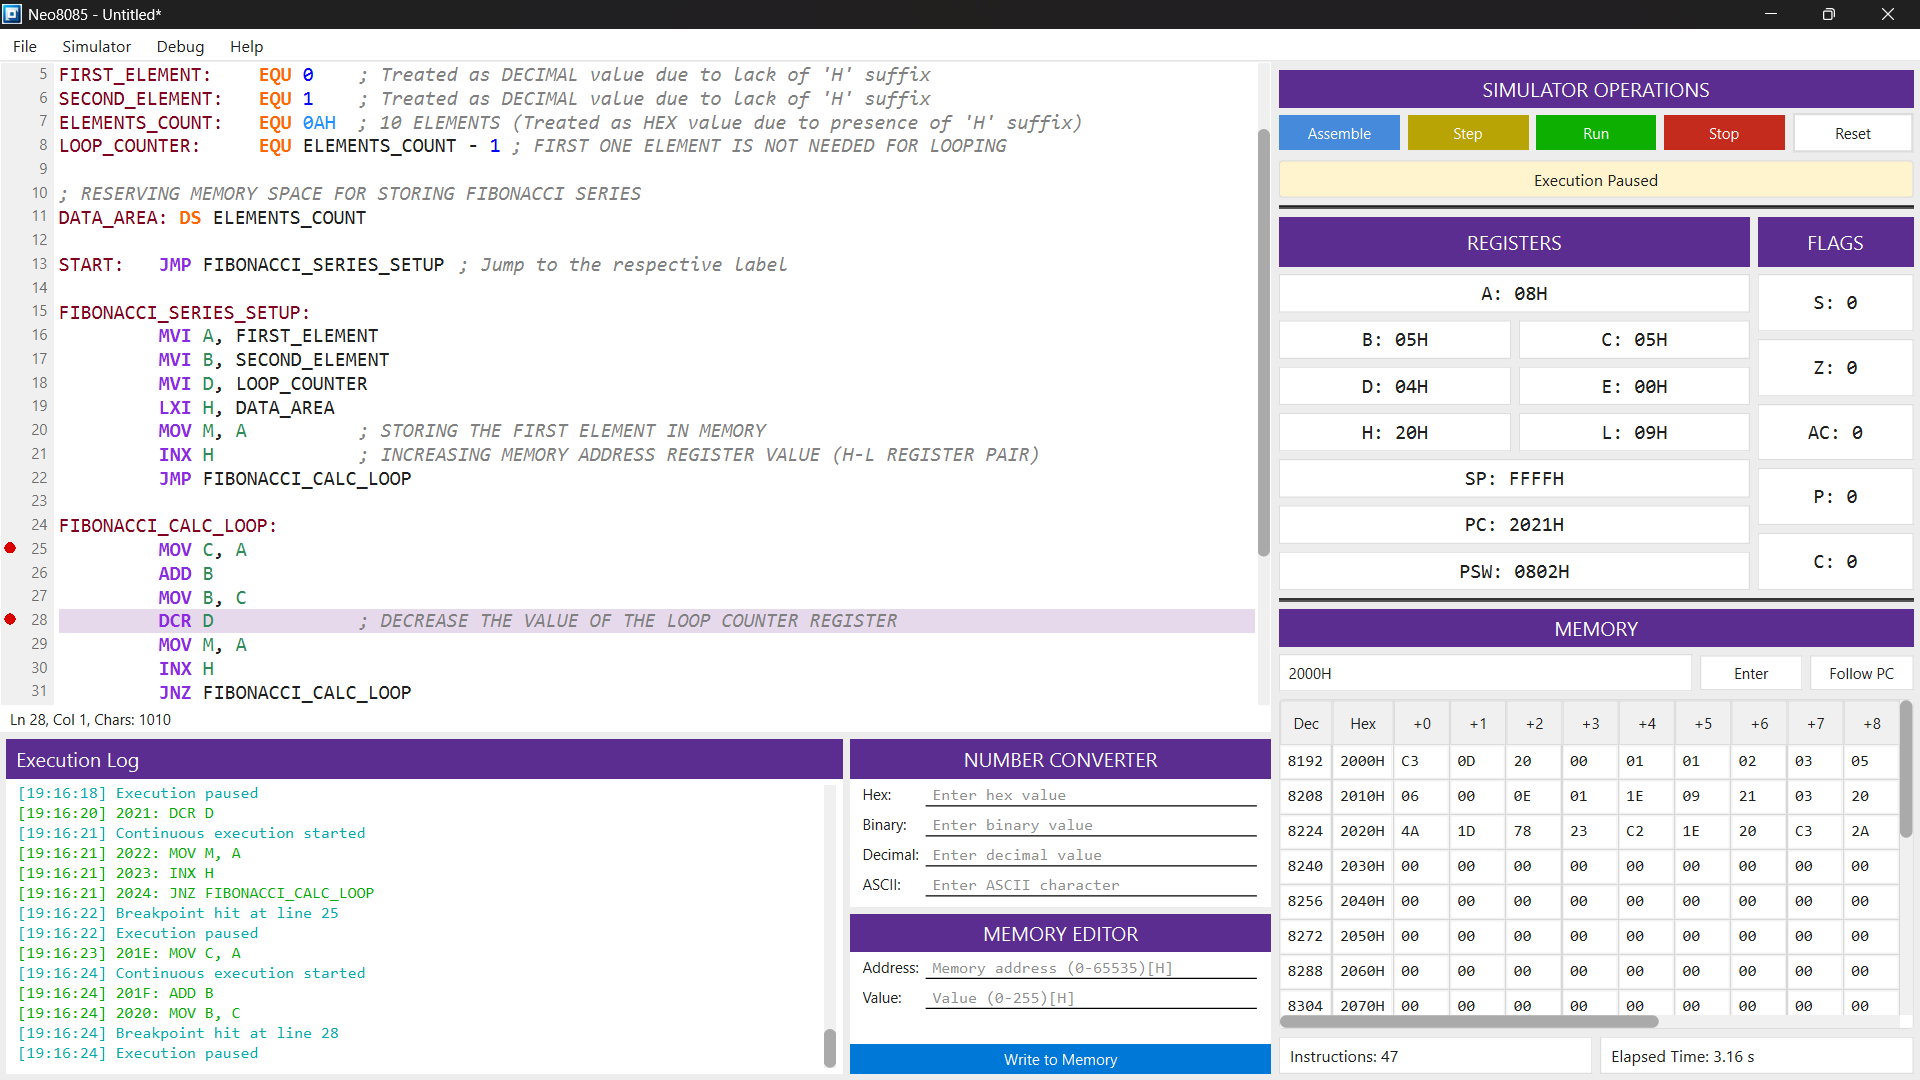 Neo8085 - Untitled*
File Simulator Debug Help
5 FIRST_ELEMENT: EQU 0 ; Treated as DECIMAL value due to lack of 'H' suffix
6 SECOND_ELEMENT: EQU 1 ; Treated as DECIMAL value due to lack of 'H' suffix
7 ELEMENTS_COUNT: EQU 0AH ; 10 ELEMENTS (Treated as HEX value due to presence of 'H' suffix)
8 LOOP_COUNTER: EQU ELEMENTS_COUNT - 1 ; FIRST ONE ELEMENT IS NOT NEEDED FOR LOOPING
9
10 ; RESERVING MEMORY SPACE FOR STORING FIBONACCI SERIES
11 DATA_AREA: DS ELEMENTS_COUNT
12
13 START: JMP FIBONACCI_SERIES_SETUP ; Jump to the respective label
14
15 FIBONACCI_SERIES_SETUP:
16 MVI A, FIRST_ELEMENT
17 MVI B, SECOND_ELEMENT
18 MVI D, LOOP_COUNTER
19 LXI H, DATA_AREA
20 MOV M, A ; STORING THE FIRST ELEMENT IN MEMORY
21 INX H ; INCREASING MEMORY ADDRESS REGISTER VALUE (H-L REGISTER PAIR)
22 JMP FIBONACCI_CALC_LOOP
23
24 FIBONACCI_CALC_LOOP:
25 MOV C, A
26 ADD B
27 MOV B, C
28 DCR D ; DECREASE THE VALUE OF THE LOOP COUNTER REGISTER
29 MOV M, A
30 INX H
31 JNZ FIBONACCI_CALC_LOOP
Ln 28, Col 1, Chars: 1010
Execution Log
[19:16:18] Execution paused
[19:16:20] 2021: DCR D
[19:16:21] Continuous execution started
[19:16:21] 2022: MOV M, A
[19:16:21] 2023: INX H
[19:16:21] 2024: JNZ FIBONACCI_CALC_LOOP
[19:16:22] Breakpoint hit at line 25
[19:16:22] Execution paused
[19:16:23] 201E: MOV C, A
[19:16:24] Continuous execution started
[19:16:24] 201F: ADD B
[19:16:24] 2020: MOV B, C
[19:16:24] Breakpoint hit at line 28
[19:16:24] Execution paused
NUMBER CONVERTER
Hex: Enter hex value
Binary: Enter binary value
Decimal: Enter decimal value
ASCII: Enter ASCII character
MEMORY EDITOR
Address: Memory address (0-65535)[H]
Value: Value (0-255)[H]
Write to Memory
SIMULATOR OPERATIONS
Assemble Step Run Stop Reset
Execution Paused
REGISTERS
A: 08H
B: 05H C: 05H
D: 04H E: 00H
H: 20H L: 09H
SP: FFFFH
PC: 2021H
PSW: 0802H
FLAGS
S: 0
Z: 0
AC: 0
P: 0
C: 0
MEMORY
2000H Enter Follow PC
Dec Hex +0 +1 +2 +3 +4 +5 +6 +7 +8
8192 2000H C3 0D 20 00 01 01 02 03 05
8208 2010H 06 00 0E 01 1E 09 21 03 20
8224 2020H 4A 1D 78 23 C2 1E 20 C3 2A
8240 2030H 00 00 00 00 00 00 00 00 00
8256 2040H 00 00 00 00 00 00 00 00 00
8272 2050H 00 00 00 00 00 00 00 00 00
8288 2060H 00 00 00 00 00 00 00 00 00
8304 2070H 00 00 00 00 00 00 00 00 00
Instructions: 47 Elapsed Time: 3.16 s